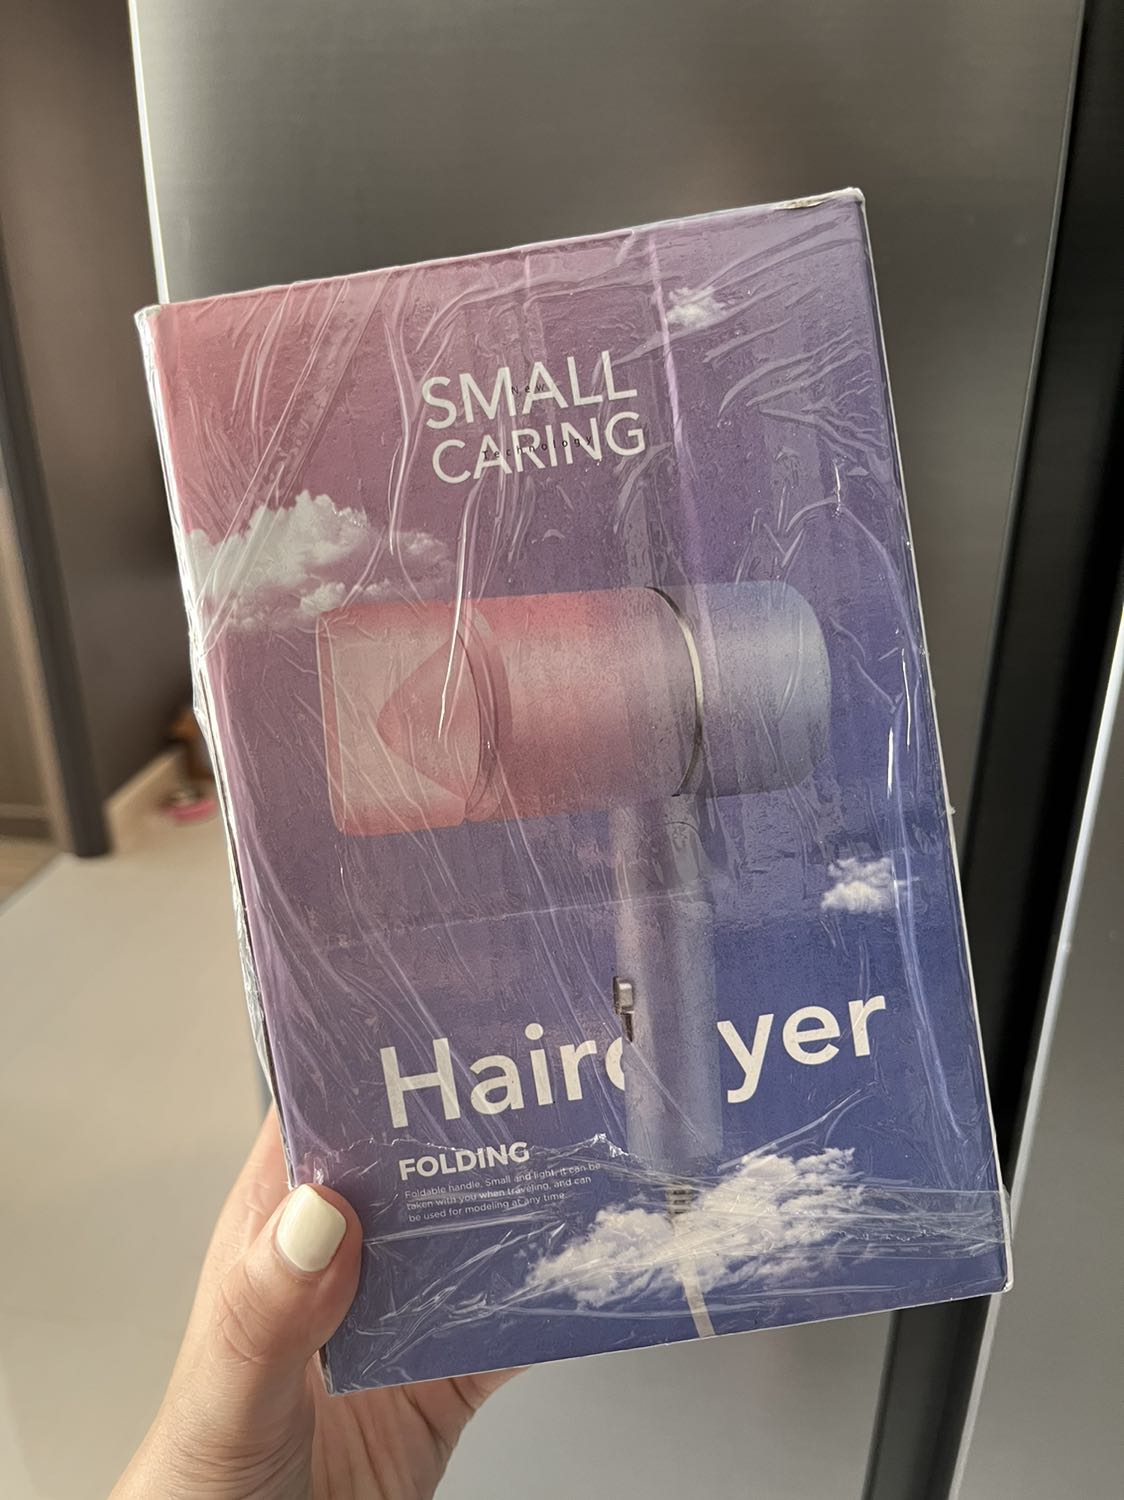 SMALL
New
CARING
Technology
Haird yer
FOLDING
Foldable handle. Small and light, it can be
taken with you when traveling, and can
be used for modeling at any time.